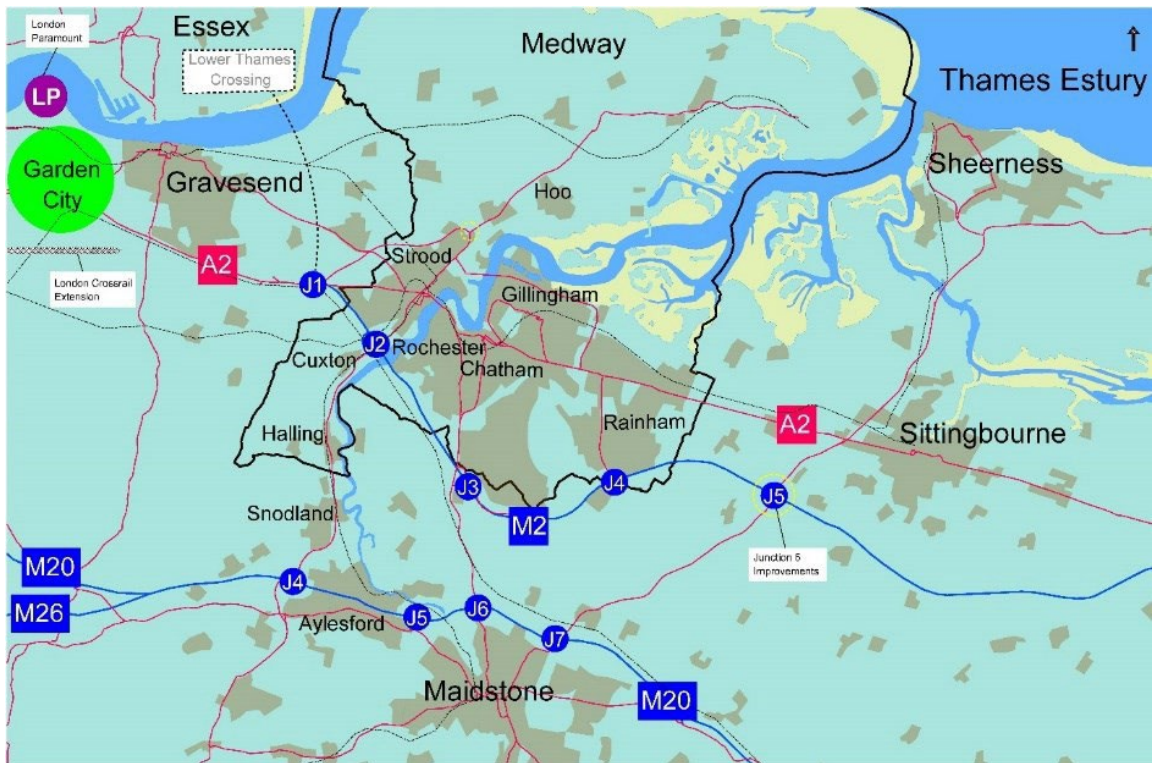 London
Paramount
Essex
Medway
Lower Thames
Crossing
Thames Estury
LP
Garden
City
Gravesend
Sheerness
Hoo
A2
Strood
London Crossrail
Extension
J1
Gillingham
J2
Rochester
Cuxton
Chatham
Halling
Rainham
A2
Sittingbourne
J3
J4
J5
Snodland
M2
Junction 5
Improvements
M20
M26
J4
J5
J6
J7
Aylesford
Maidstone
M20